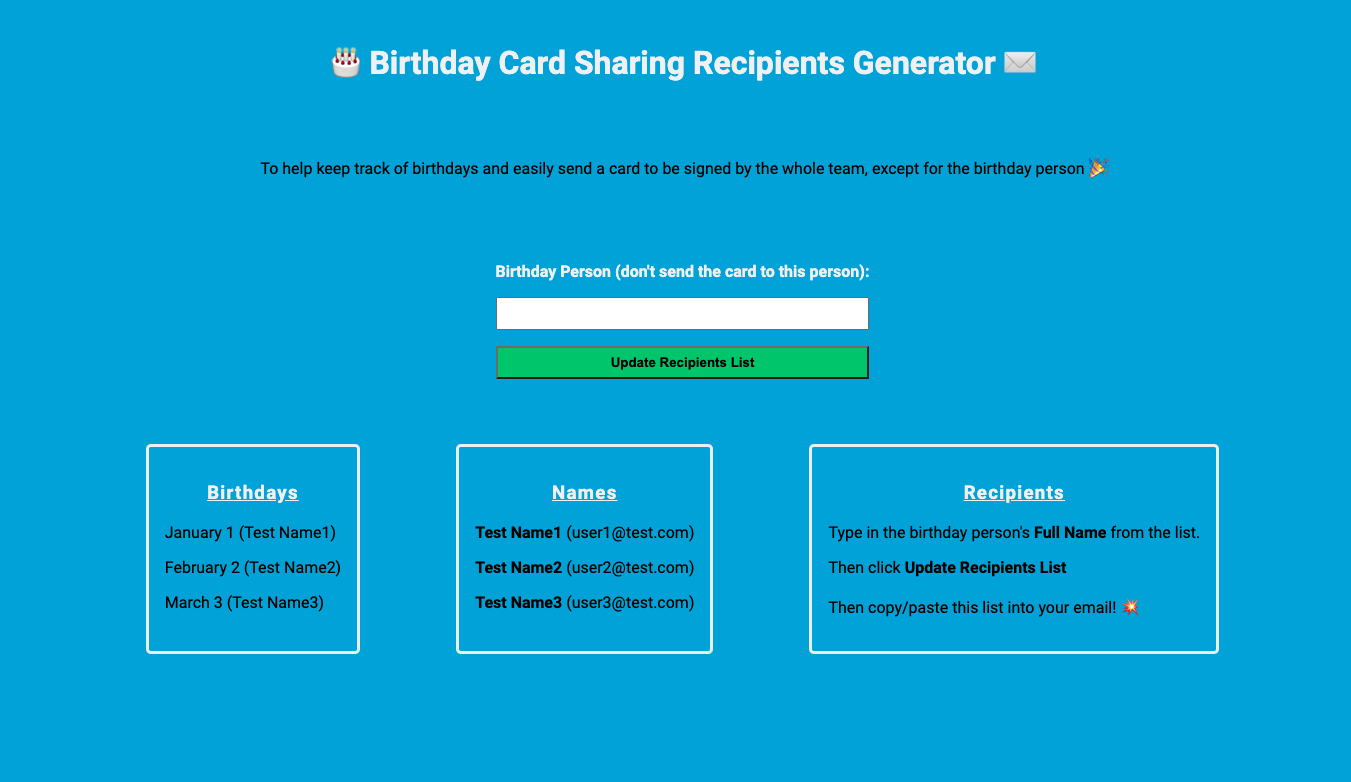 🎂 Birthday Card Sharing Recipients Generator ✉️
To help keep track of birthdays and easily send a card to be signed by the whole team, except for the birthday person 🎉
Birthday Person (don't send the card to this person):
Update Recipients List
Birthdays
January 1 (Test Name1)
February 2 (Test Name2)
March 3 (Test Name3)
Names
Test Name1 (user1@test.com)
Test Name2 (user2@test.com)
Test Name3 (user3@test.com)
Recipients
Type in the birthday person's Full Name from the list.
Then click Update Recipients List
Then copy/paste this list into your email! 💥